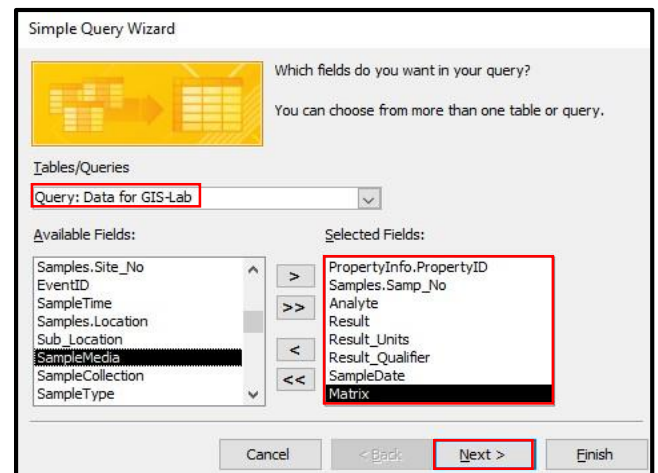 Simple Query Wizard
Which fields do you want in your query?
You can choose from more than one table or query.
Tables/Queries
Query: Data for GIS-Lab
Available Fields:
Samples.Site_No
EventID
SampleTime
Samples.Location
Sub_Location
SampleMedia
SampleCollection
SampleType
>
>>
<
<<
Selected Fields:
PropertyInfo.PropertyID
Samples.Samp_No
Analyte
Result
Result_Units
Result_Qualifier
SampleDate
Matrix
Cancel
< Back
Next >
Finish